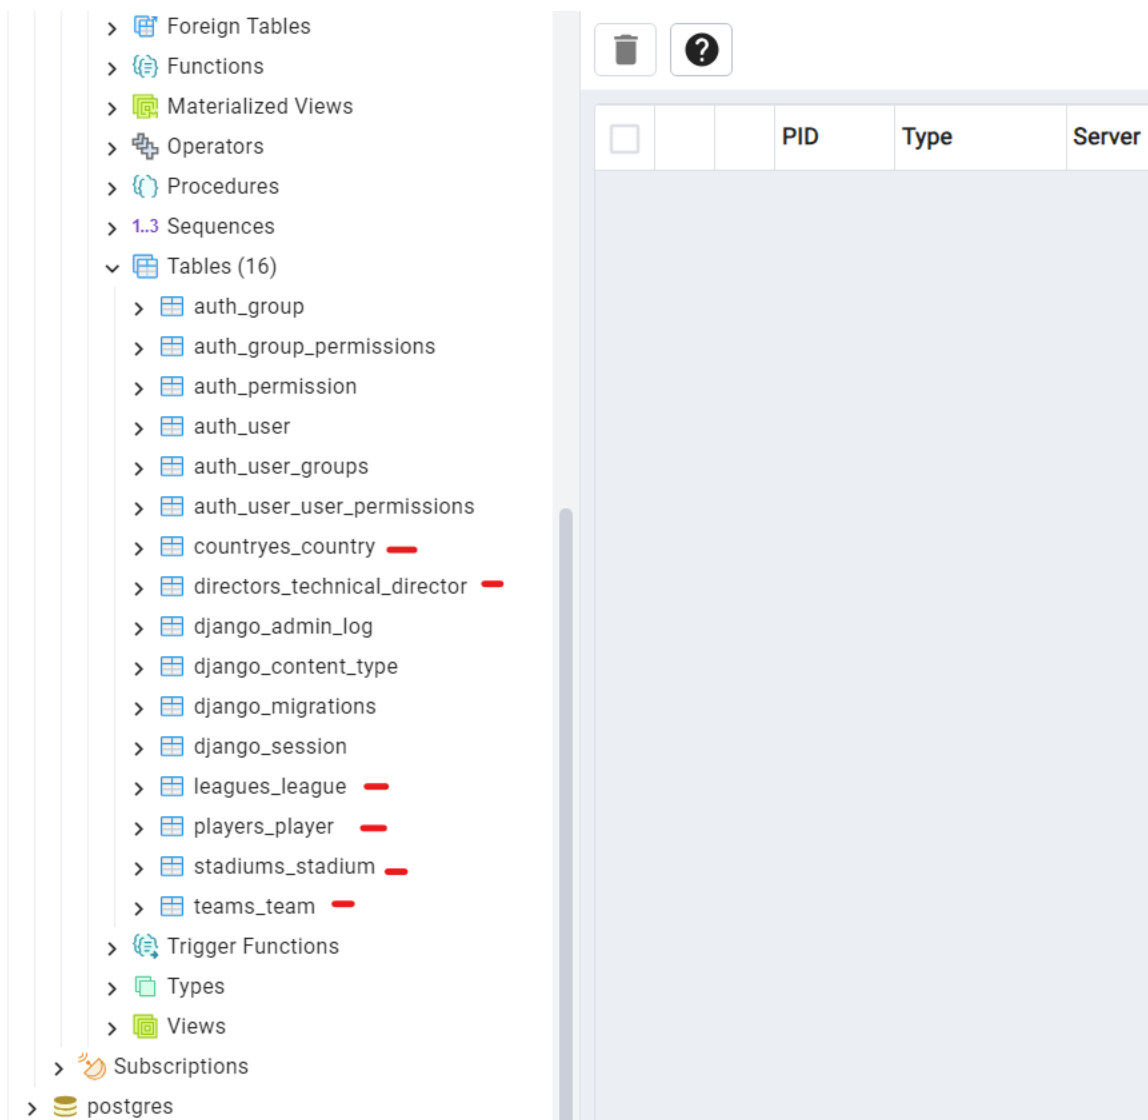 Foreign Tables
Functions
Materialized Views
Operators
Procedures
1..3 Sequences
Tables (16)
auth_group
auth_group_permissions
auth_permission
auth_user
auth_user_groups
auth_user_user_permissions
countryes_country
directors_technical_director
django_admin_log
django_content_type
django_migrations
django_session
leagues_league
players_player
stadiums_stadium
teams_team
Trigger Functions
Types
Views
Subscriptions
postgres
?
PID Type Server